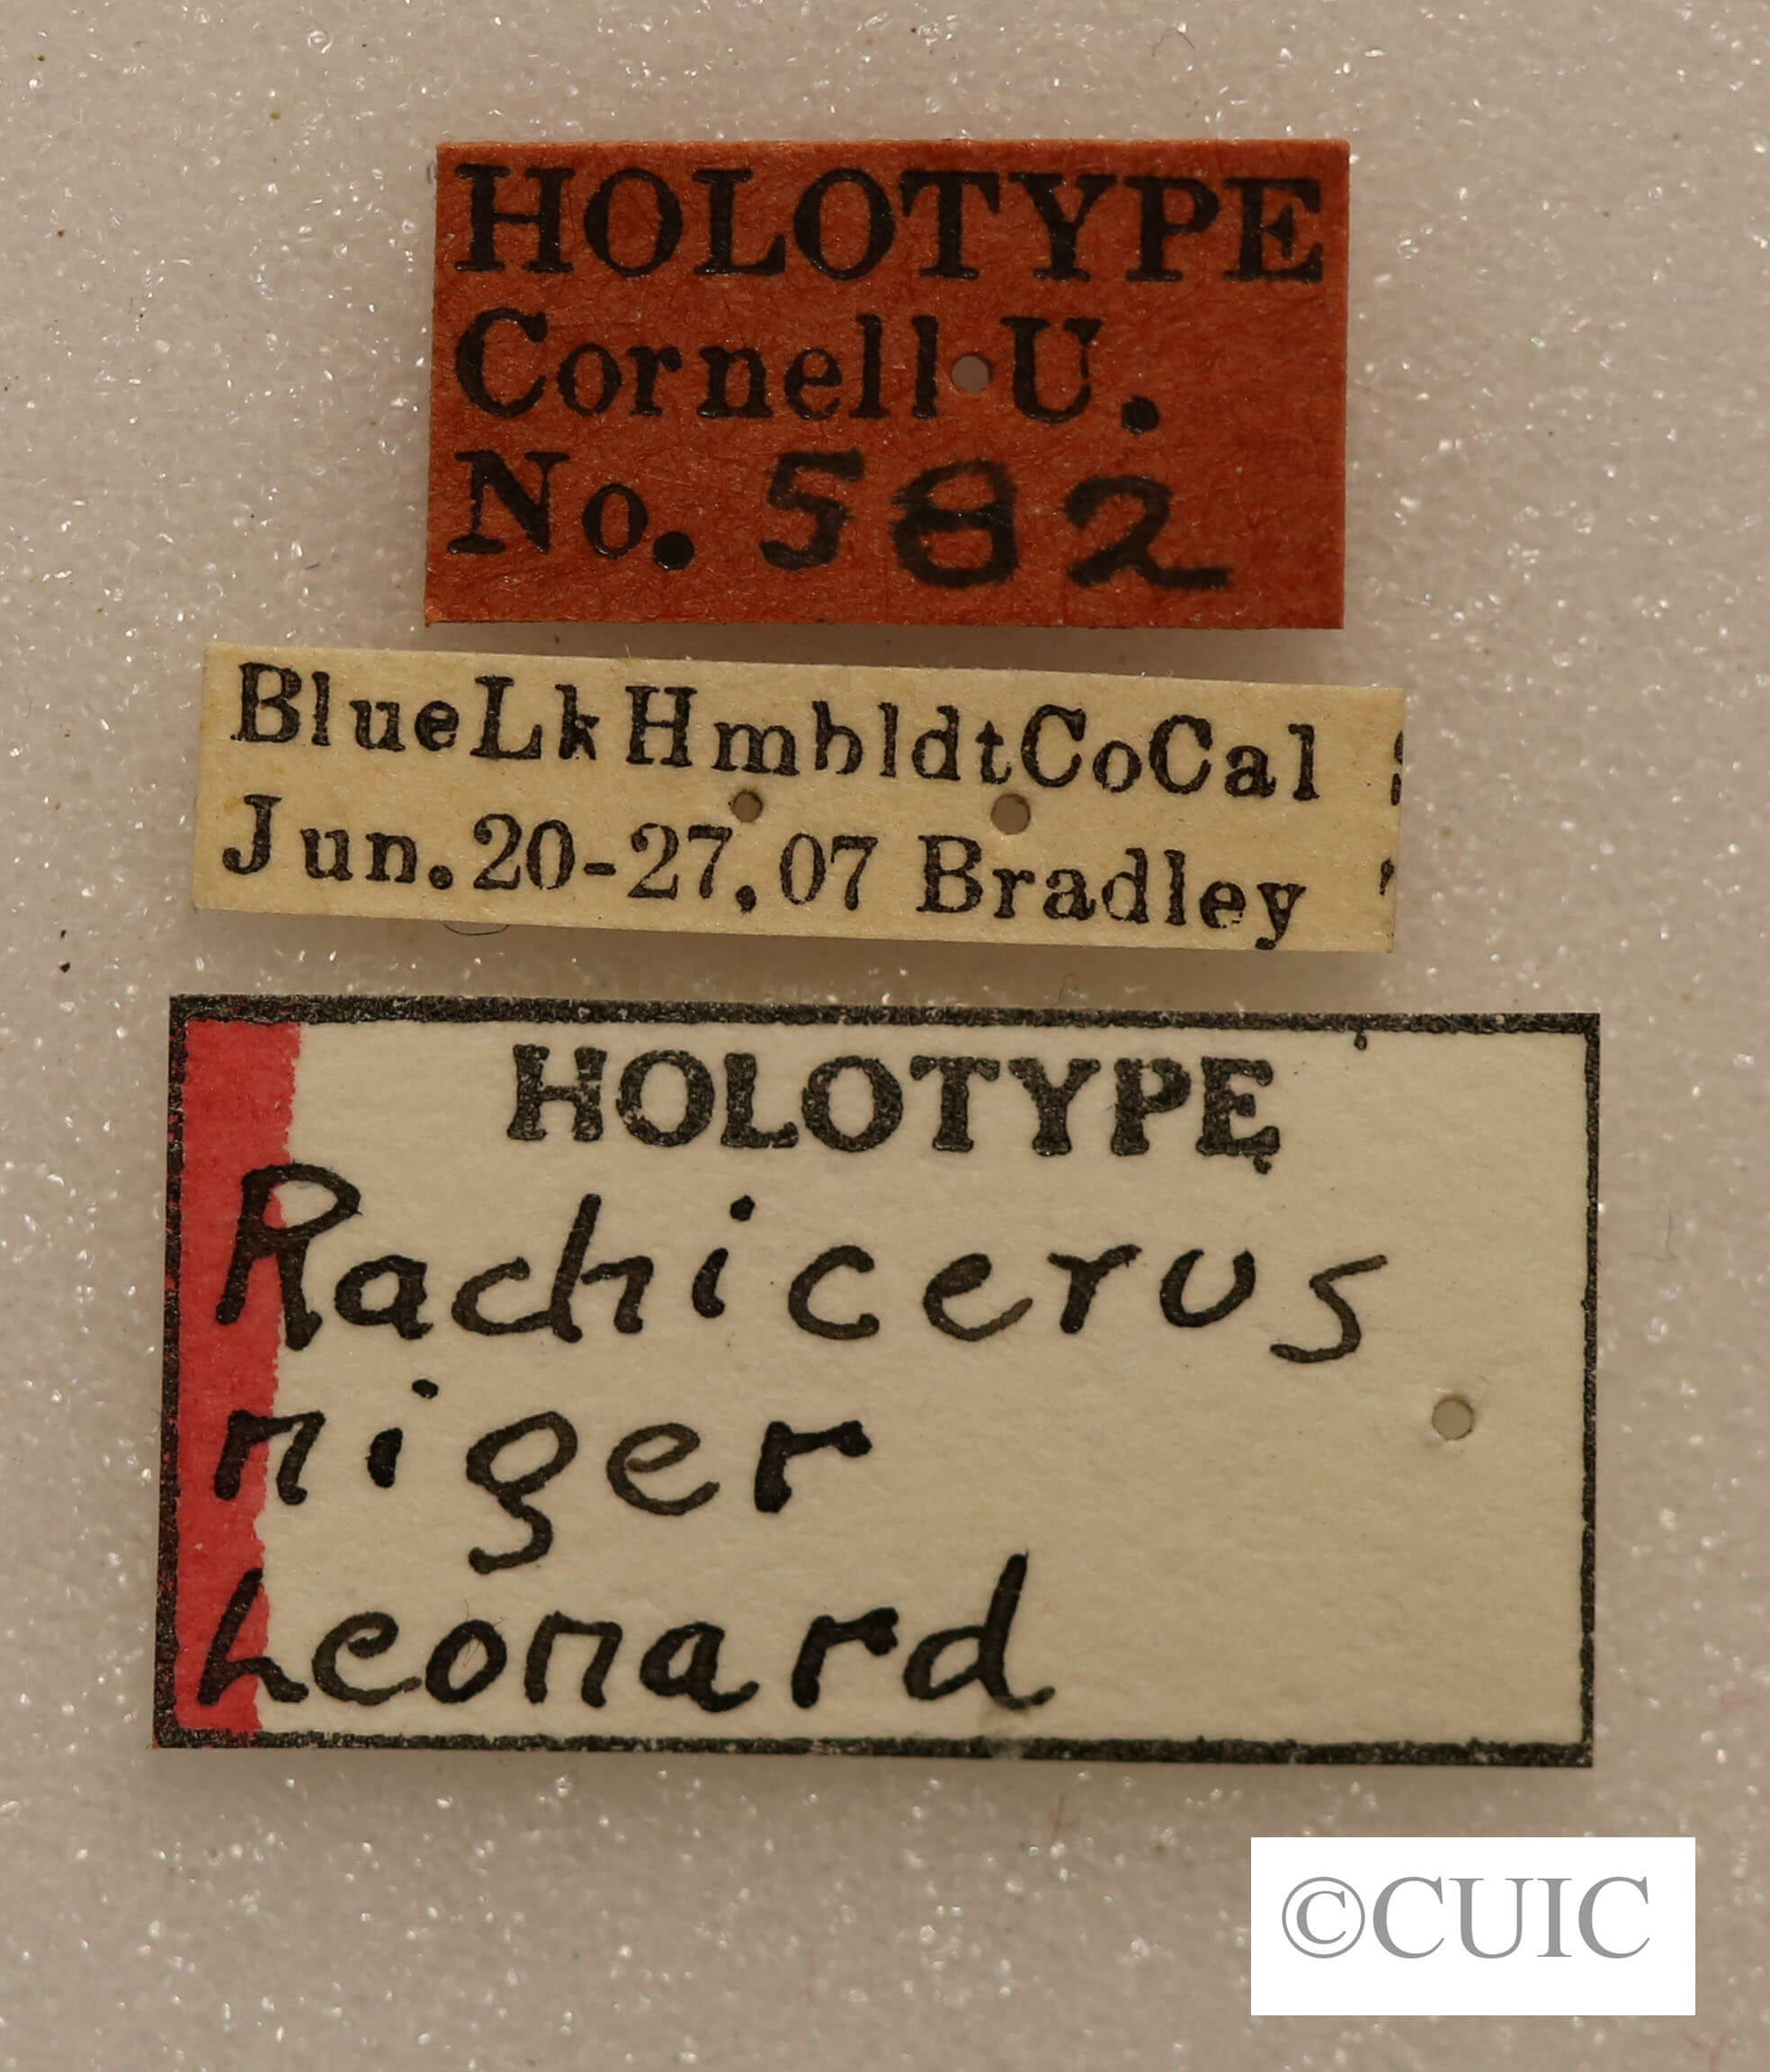 HOLOTYPE
Cornell U.
No. 582
BlueLkHmbldtCoCal
Jun.20-27,07 Bradley
HOLOTYPE
Rachicerus
niger
Leonard
©CUIC